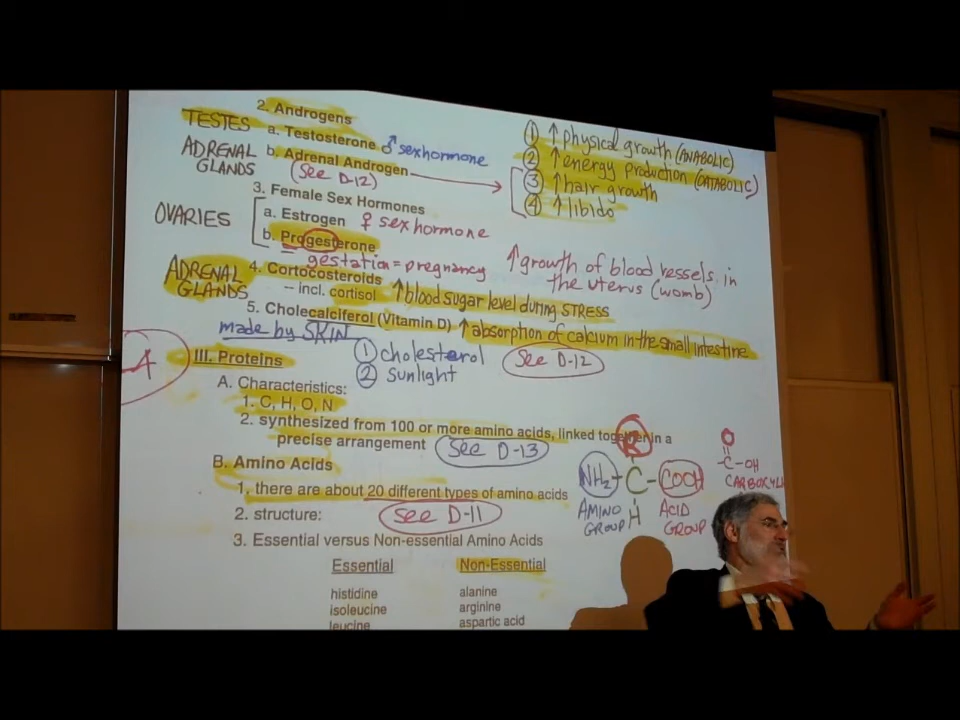 2. Androgens
TESTES a. Testosterone ♂ sex hormone
ADRENAL GLANDS b. Adrenal Androgen
(See D-12)
① ↑ physical growth (ANABOLIC)
② ↑ energy production (CATABOLIC)
③ ↑ hair growth
④ ↑ libido
3. Female Sex Hormones
OVARIES a. Estrogen ♀ sex hormone
b. Progesterone
gestation = pregnancy
↑ growth of blood vessels in
the uterus (womb)
ADRENAL GLANDS 4. Cortocosteroids
– incl. cortisol ↑ blood sugar level during STRESS
5. Cholecalciferol (Vitamin D) ↑ absorption of calcium in the small intestine
made by SKIN ① cholesterol See D-12
② sunlight
A
III. Proteins
A. Characteristics:
1. C, H, O, N
2. synthesized from 100 or more amino acids, linked together in a
precise arrangement See D-13
B. Amino Acids
1. there are about 20 different types of amino acids
2. structure: See D-11
R
NH₂ – C – COOH
H
AMINO GROUP
ACID GROUP
O
-C-OH
3. Essential versus Non-essential Amino Acids
Essential Non-Essential
histidine alanine
isoleucine arginine
leucine aspartic acid